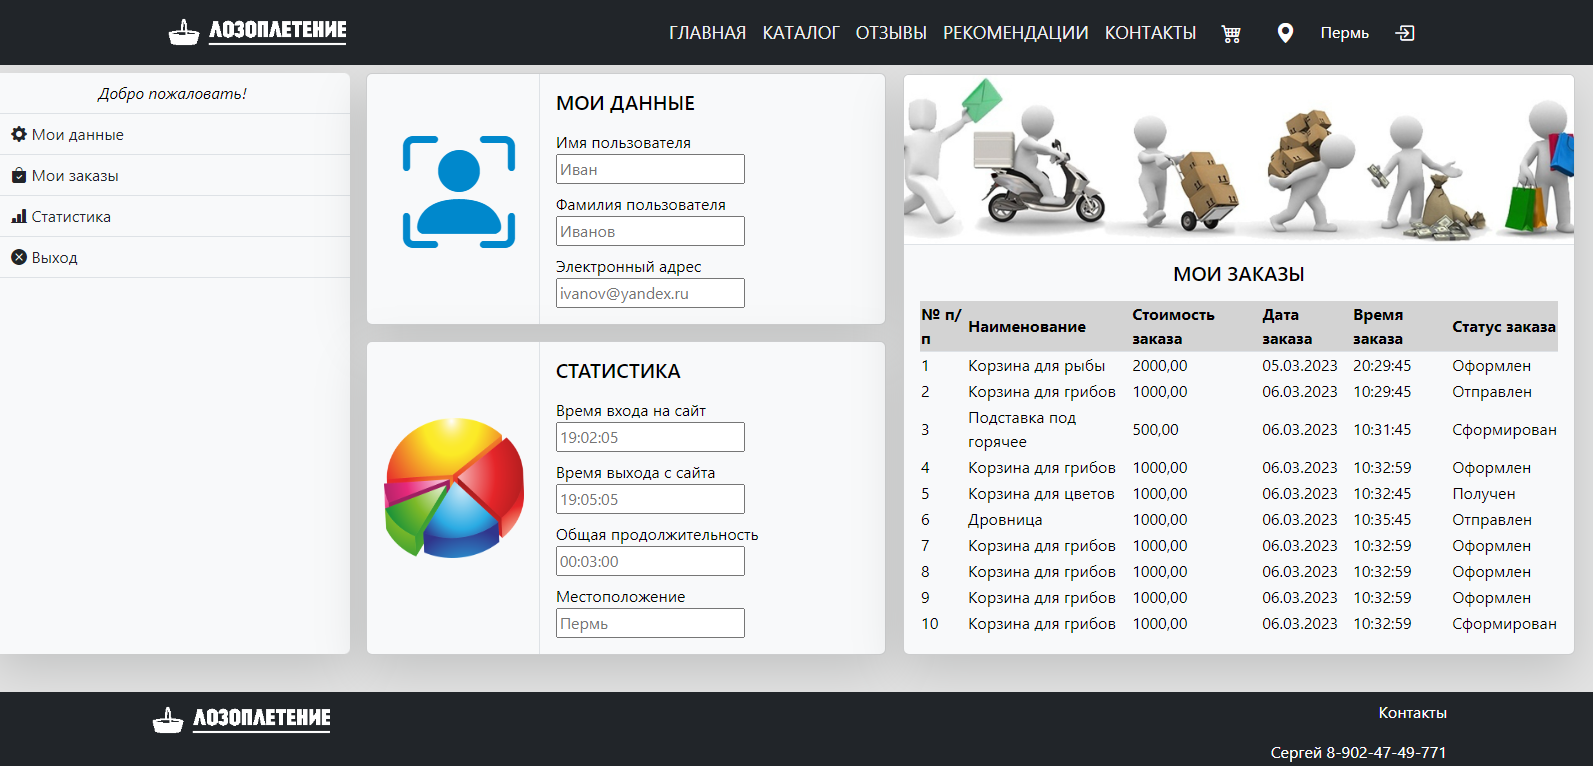 ЛОЗОПЛЕТЕНИЕ
ГЛАВНАЯ КАТАЛОГ ОТЗЫВЫ РЕКОМЕНДАЦИИ КОНТАКТЫ Пермь
Добро пожаловать!
Мои данные
Мои заказы
Статистика
Выход
МОИ ДАННЫЕ
Имя пользователя
Иван
Фамилия пользователя
Иванов
Электронный адрес
ivanov@yandex.ru
СТАТИСТИКА
Время входа на сайт
19:02:05
Время выхода с сайта
19:05:05
Общая продолжительность
00:03:00
Местоположение
Пермь
МОИ ЗАКАЗЫ
№ п/п Наименование Стоимость заказа Дата заказа Время заказа Статус заказа
1 Корзина для рыбы 2000,00 05.03.2023 20:29:45 Оформлен
2 Корзина для грибов 1000,00 06.03.2023 10:29:45 Отправлен
3 Подставка под горячее 500,00 06.03.2023 10:31:45 Сформирован
4 Корзина для грибов 1000,00 06.03.2023 10:32:59 Оформлен
5 Корзина для цветов 1000,00 06.03.2023 10:32:45 Получен
6 Дровница 1000,00 06.03.2023 10:35:45 Отправлен
7 Корзина для грибов 1000,00 06.03.2023 10:32:59 Оформлен
8 Корзина для грибов 1000,00 06.03.2023 10:32:59 Оформлен
9 Корзина для грибов 1000,00 06.03.2023 10:32:59 Оформлен
10 Корзина для грибов 1000,00 06.03.2023 10:32:59 Сформирован
ЛОЗОПЛЕТЕНИЕ
Контакты
Сергей 8-902-47-49-771